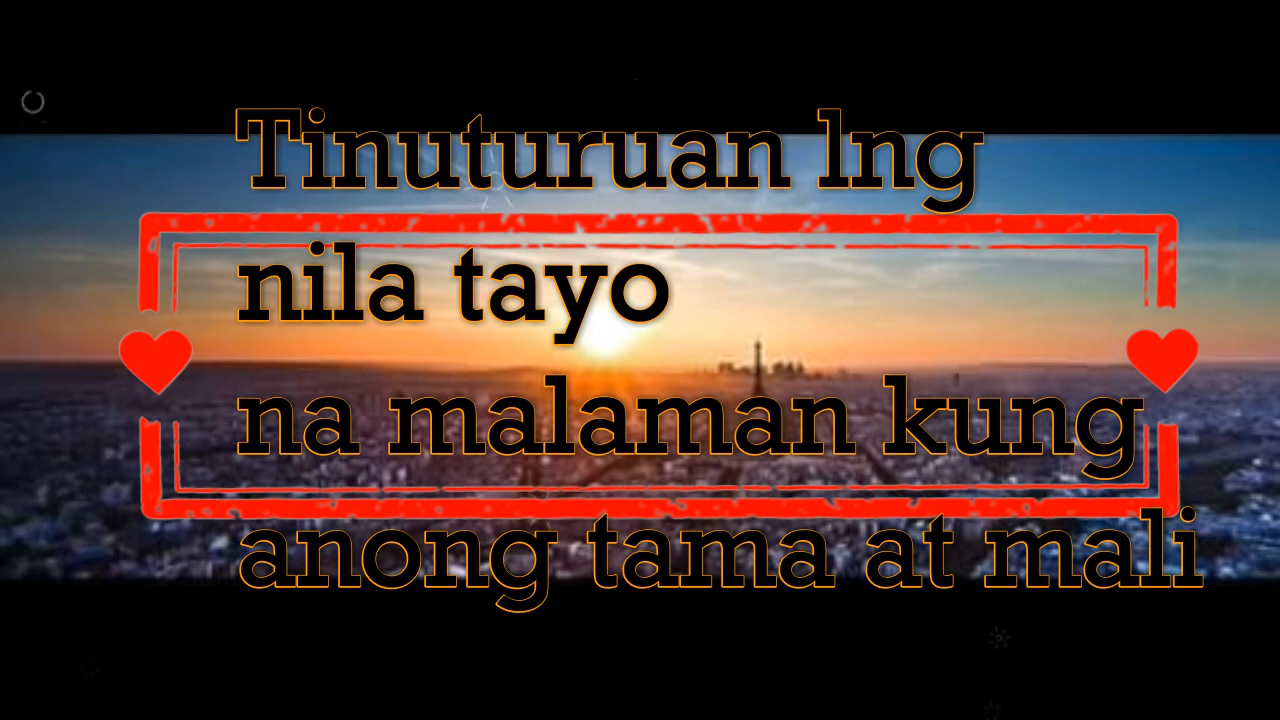 Tinuturuan lng
nila tayo
na malaman kung
anong tama at mali